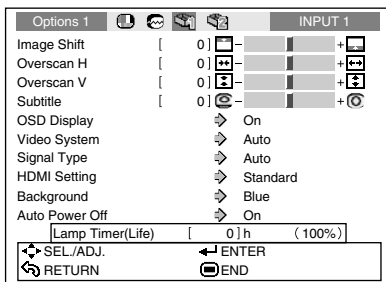 Options 1 INPUT 1
Image Shift [ 0 ] - +
Overscan H [ 0 ] - +
Overscan V [ 0 ] - +
Subtitle [ 0 ] - +
OSD Display On
Video System Auto
Signal Type Auto
HDMI Setting Standard
Background Blue
Auto Power Off On
Lamp Timer(Life) [ 0 ] h (100%)
SEL./ADJ. ENTER
RETURN END